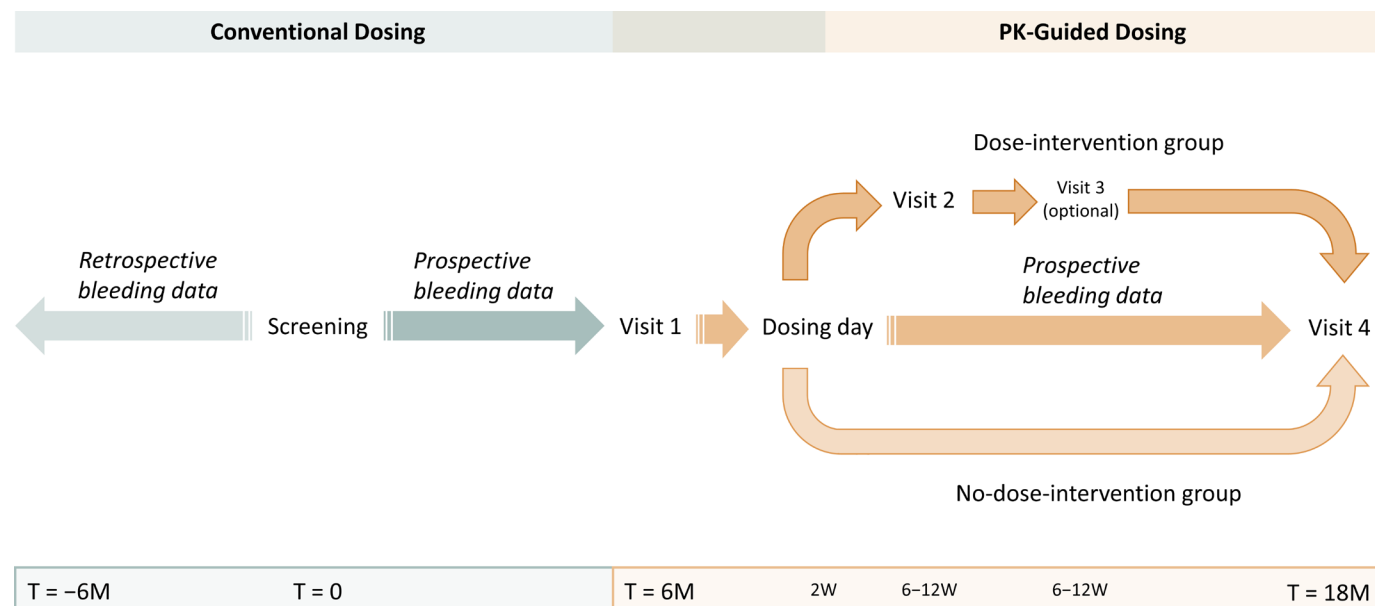 Conventional Dosing
PK-Guided Dosing
Dose-intervention group
Visit 2
Visit 3
(optional)
Retrospective
bleeding data
Prospective
bleeding data
Prospective
bleeding data
Screening
Visit 1
Dosing day
Visit 4
No-dose-intervention group
T = −6M
T = 0
T = 6M
2W
6−12W
6−12W
T = 18M